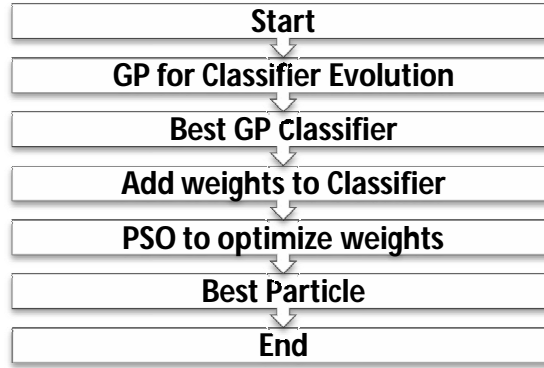 Start
GP for Classifier Evolution
Best GP Classifier
Add weights to Classifier
PSO to optimize weights
Best Particle
End